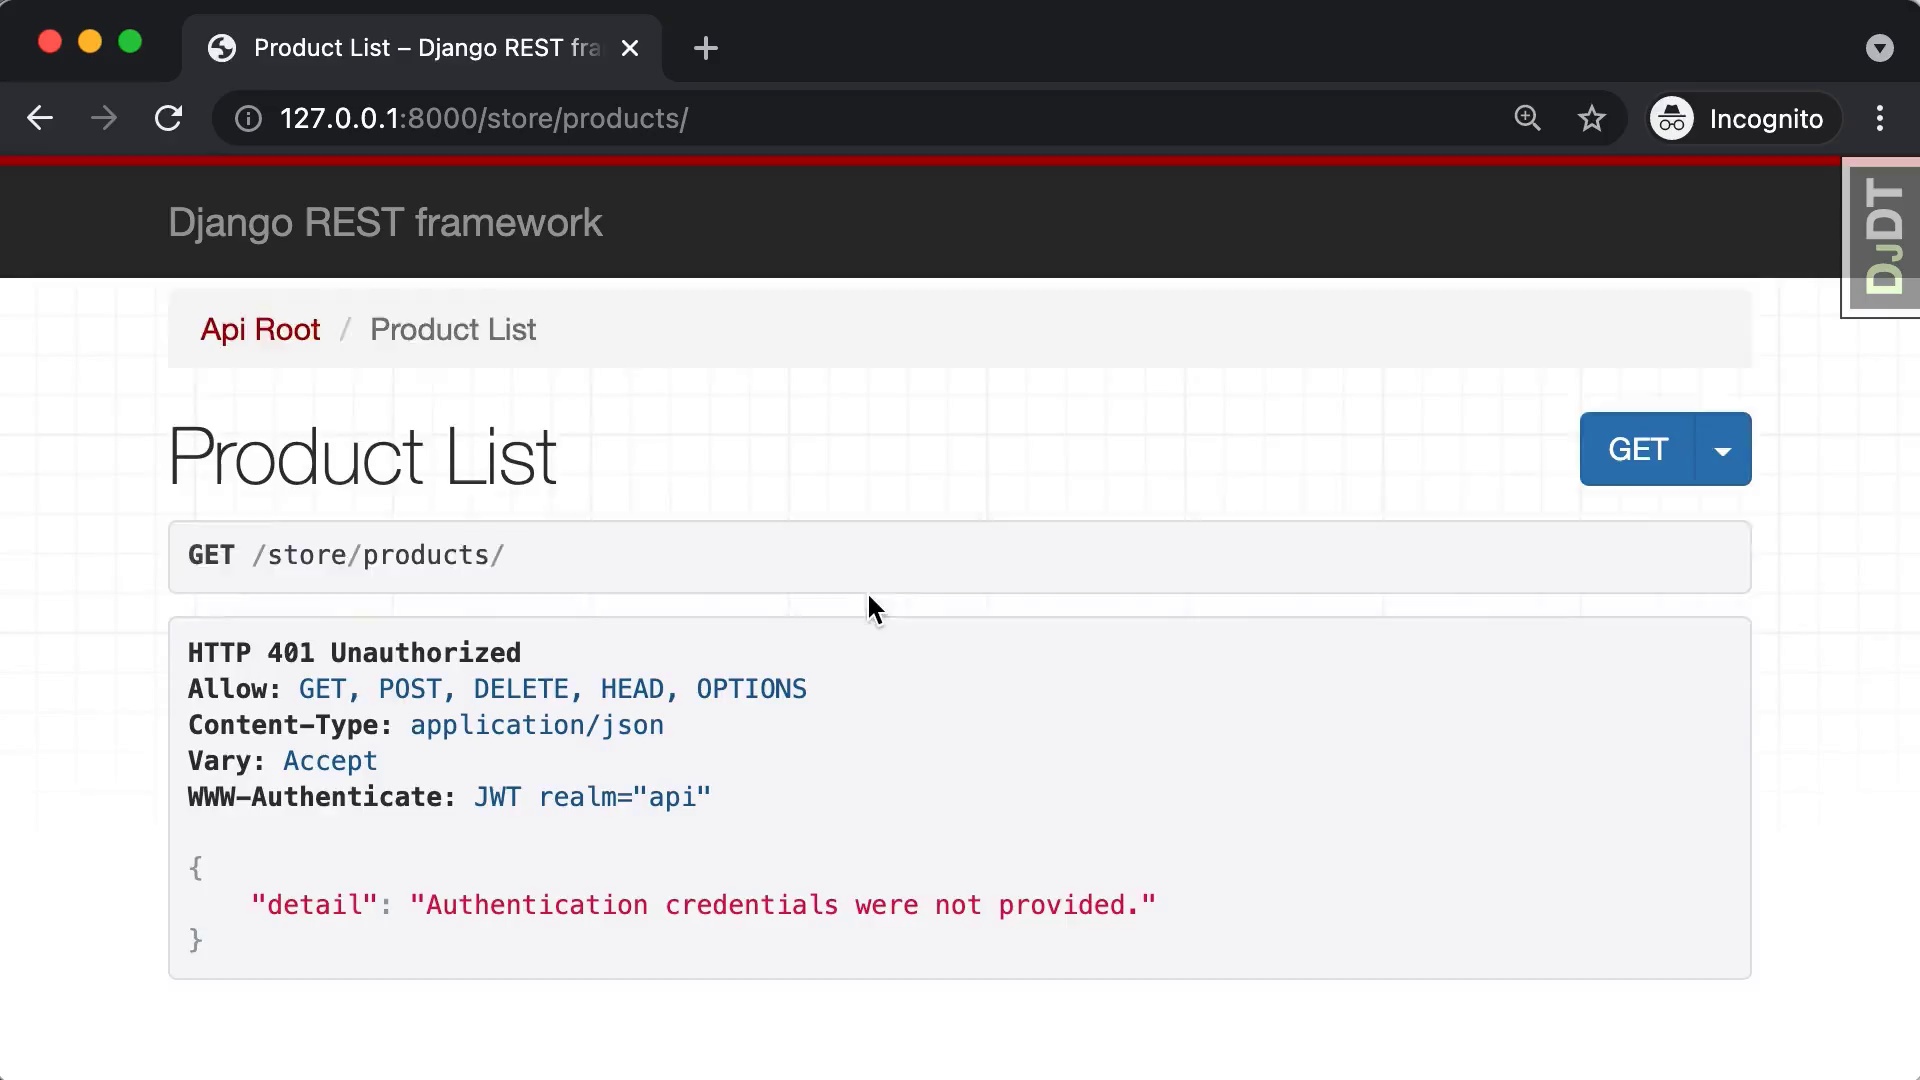 Product List – Django REST fra
127.0.0.1:8000/store/products/
Incognito
Django REST framework
DJDT
Api Root / Product List
Product List
GET
GET /store/products/
HTTP 401 Unauthorized
Allow: GET, POST, DELETE, HEAD, OPTIONS
Content-Type: application/json
Vary: Accept
WWW-Authenticate: JWT realm="api"
{
"detail": "Authentication credentials were not provided."
}